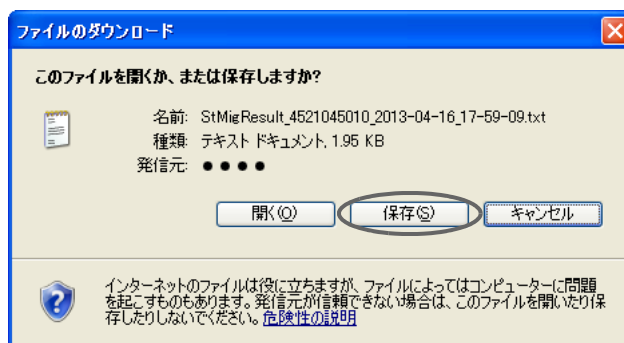 ファイルのダウンロード
このファイルを開くか、または保存しますか?
名前: StMigResult_4521045010_2013-04-16_17-59-09.txt
種類: テキスト ドキュメント, 1.95 KB
発信元: ●●●●
開く(O) 保存(S) キャンセル
インターネットのファイルは役に立ちますが、ファイルによってはコンピューターに問題
を起こすものもあります。発信元が信頼できない場合は、このファイルを開いたり保
存したりしないでください。危険性の説明